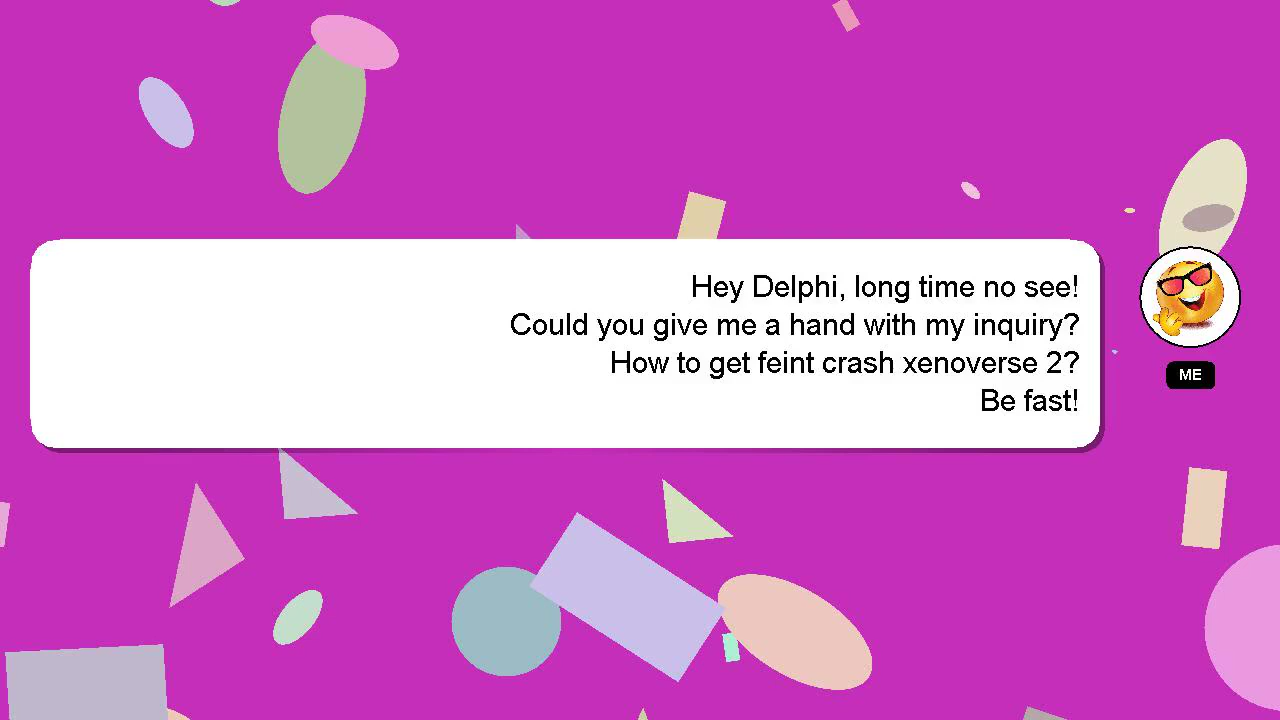 Hey Delphi, long time no see!
Could you give me a hand with my inquiry?
How to get feint crash xenoverse 2?
Be fast!
ME